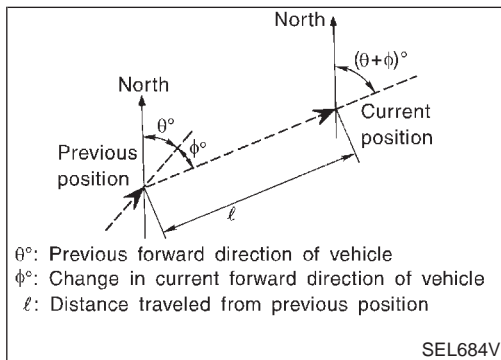 North
(θ+ϕ)°
North
θ°
ϕ°
Current
position
Previous
position
ℓ
θ°: Previous forward direction of vehicle
ϕ°: Change in current forward direction of vehicle
ℓ: Distance traveled from previous position
SEL684V